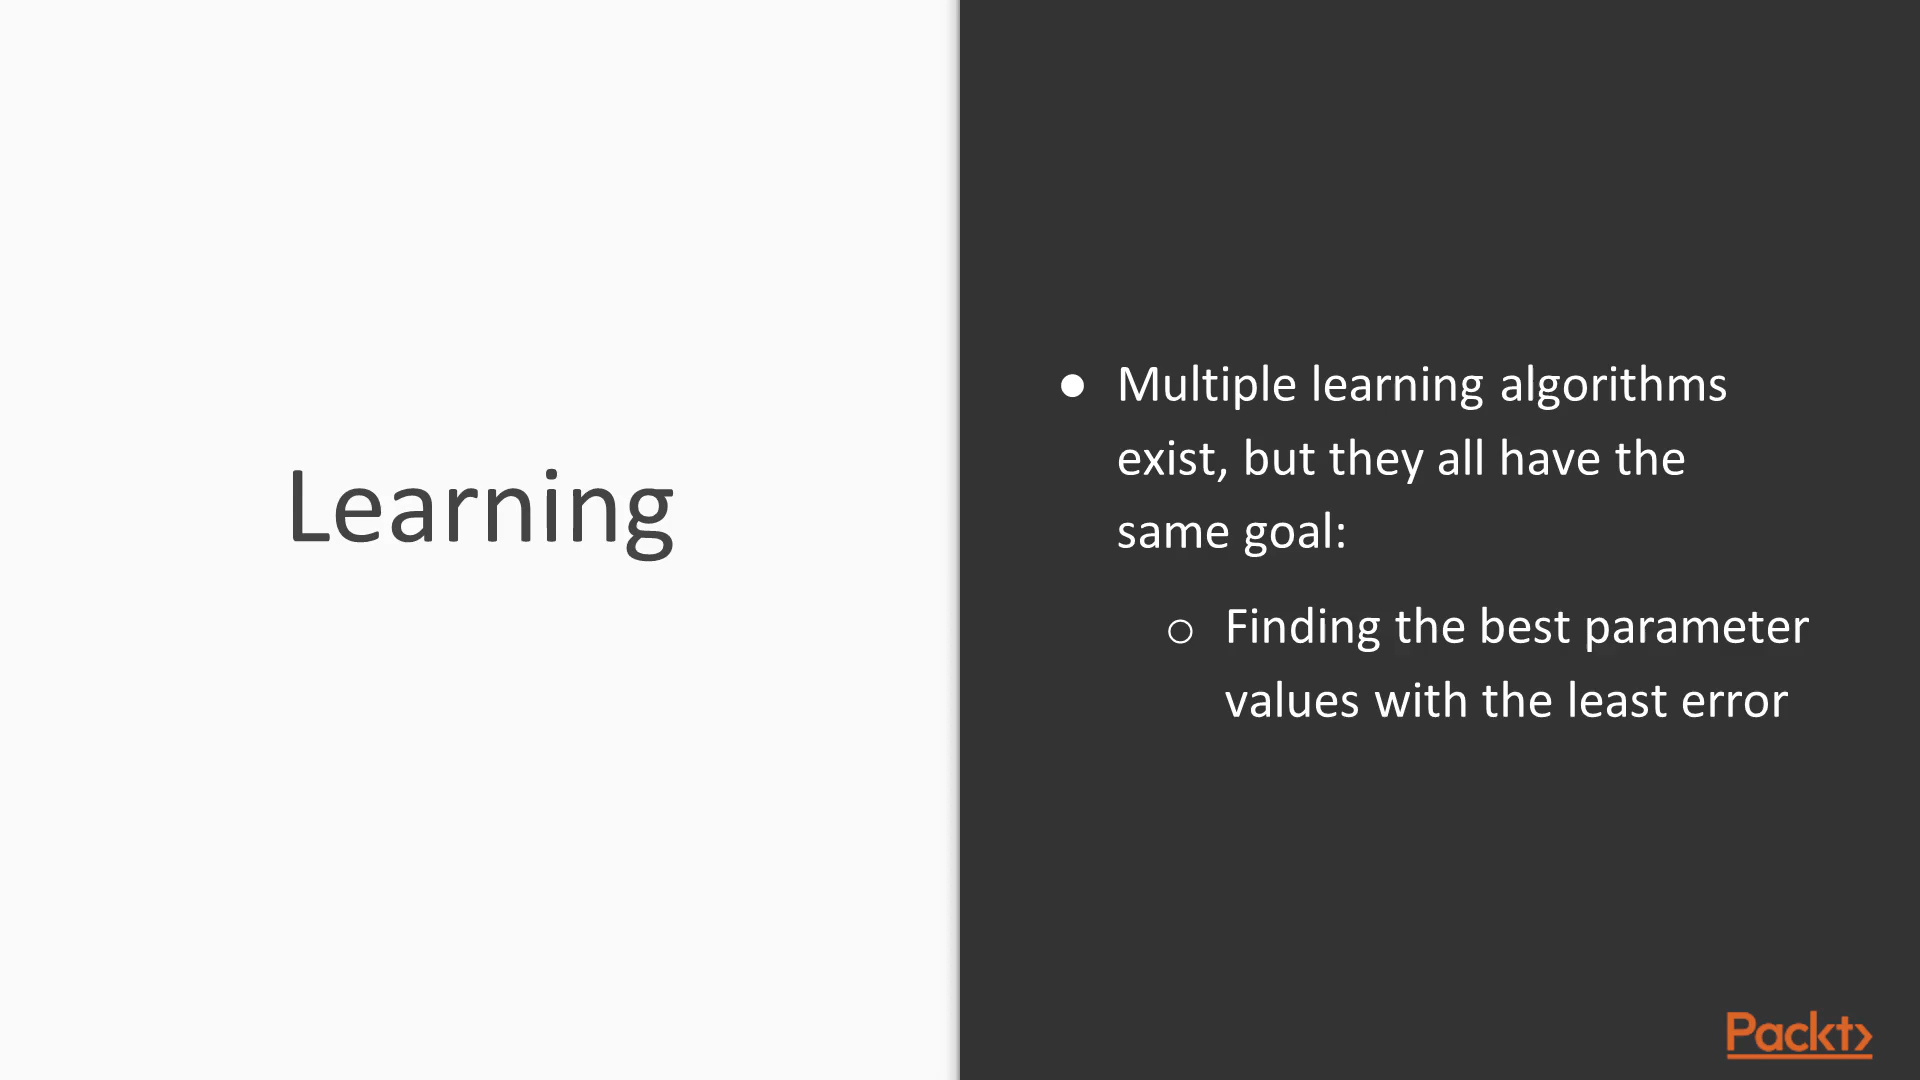 Learning
● Multiple learning algorithms
exist, but they all have the
same goal:
○ Finding the best parameter
values with the least error
Packt>